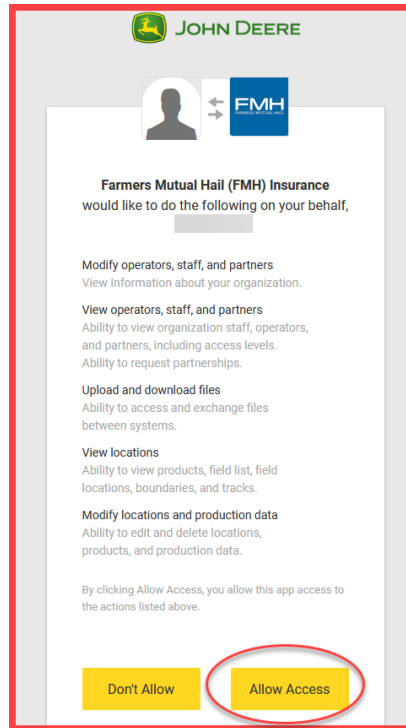 JOHN DEERE
FMH
FARMERS MUTUAL HAIL
Farmers Mutual Hail (FMH) Insurance
would like to do the following on your behalf,
Modify operators, staff, and partners
View Information about your organization.
View operators, staff, and partners
Ability to view organization staff, operators,
and partners, including access levels.
Ability to request partnerships.
Upload and download files
Ability to access and exchange files
between systems.
View locations
Ability to view products, field list, field
locations, boundaries, and tracks.
Modify locations and production data
Ability to edit and delete locations,
products, and production data.
By clicking Allow Access, you allow this app access to
the actions listed above.
Don't Allow
Allow Access